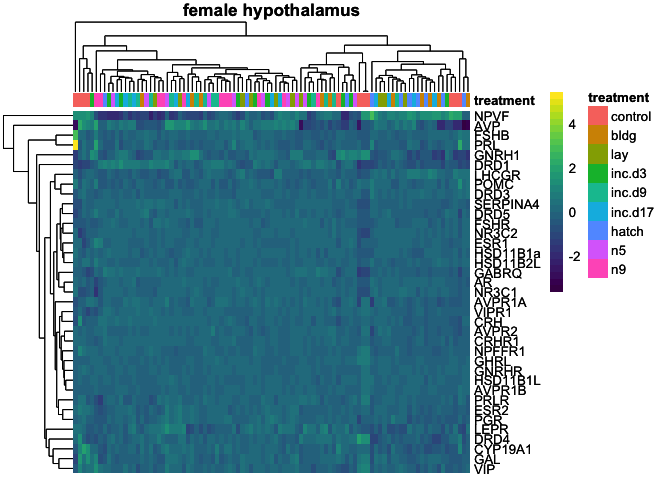 female hypothalamus
treatment
NPVF
AVP
FSHB
PRL
GNRH1
DRD1
LHCGR
POMC
DRD3
SERPINA4
DRD5
FSHR
NR3C2
ESR1
HSD11B1a
HSD11B2L
GABRQ
AR
NR3C1
AVPR1A
VIPR1
CRH
AVPR2
CRHR1
NPFFR1
GHRL
GNRHR
HSD11B1L
AVPR1B
PRLR
ESR2
PGR
LEPR
DRD4
CYP19A1
GAL
VIP
4
2
0
-2
treatment
control
bldg
lay
inc.d3
inc.d9
inc.d17
hatch
n5
n9